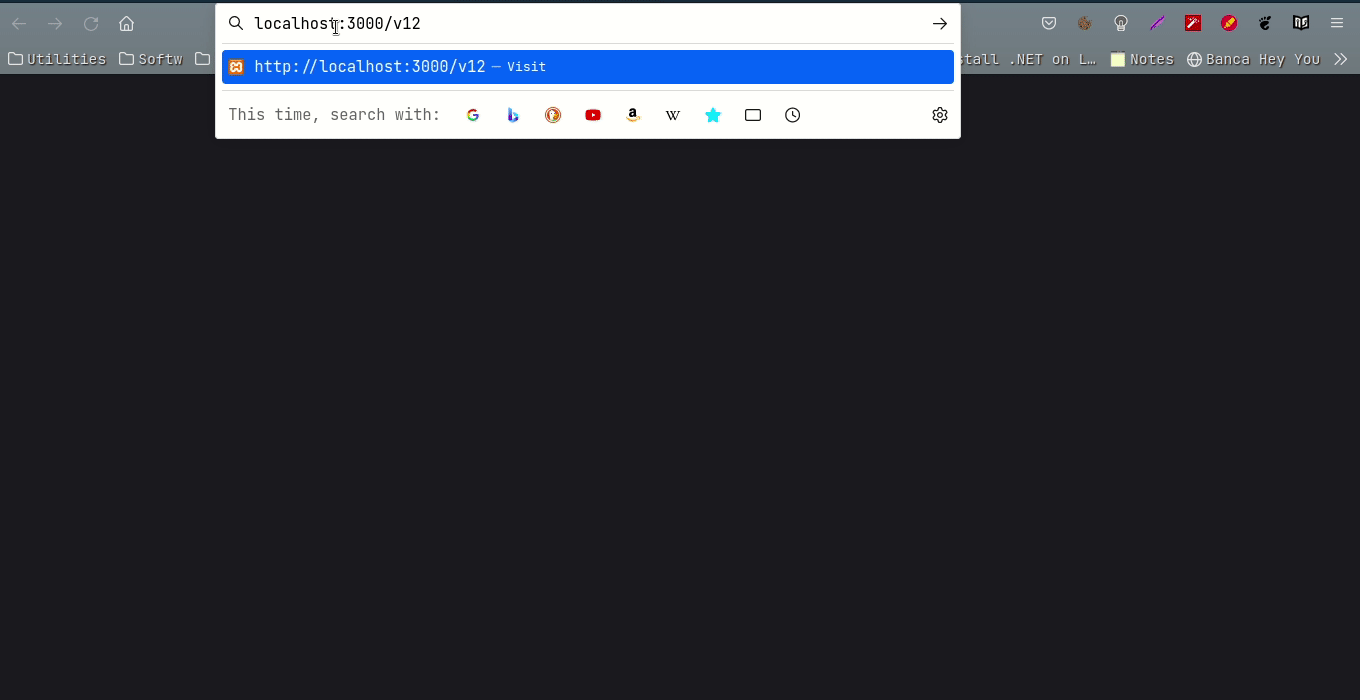 localhost:3000/v12
Utilities Softw stall .NET on L… Notes Banca Hey You
http://localhost:3000/v12 — Visit
This time, search with: